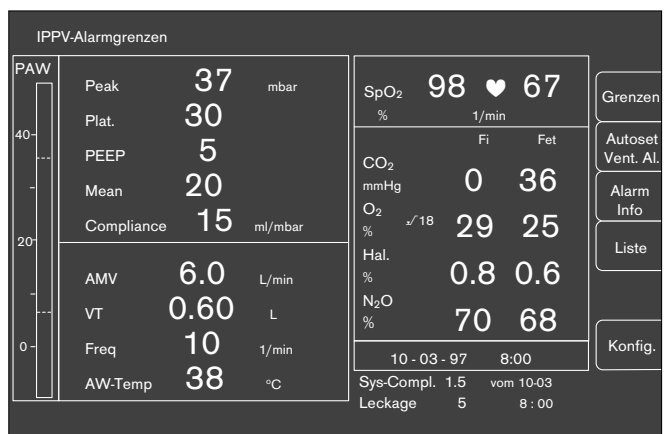 IPPV-Alarmgrenzen
PAW
40-
20-
0 -
Peak 37 mbar
Plat. 30
PEEP 5
Mean 20
Compliance 15 ml/mbar
AMV 6.0 L/min
VT 0.60 L
Freq 10 1/min
AW-Temp 38 °C
SpO₂ 98 ♥ 67
% 1/min
Fi Fet
CO₂
mmHg 0 36
O₂
% 18 29 25
Hal.
% 0.8 0.6
N₂O
% 70 68
10 - 03 - 97 8:00
Sys-Compl. 1.5 vom 10-03
Leckage 5 8 : 00
Grenzen
Autoset
Vent. Al.
Alarm
Info
Liste
Konfig.